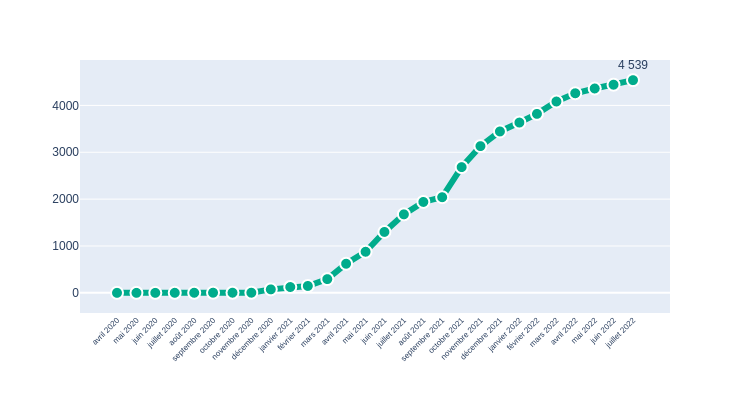 4 539
4000
3000
2000
1000
0
avril 2020
mai 2020
juin 2020
juillet 2020
août 2020
septembre 2020
octobre 2020
novembre 2020
décembre 2020
janvier 2021
février 2021
mars 2021
avril 2021
mai 2021
juin 2021
juillet 2021
août 2021
septembre 2021
octobre 2021
novembre 2021
décembre 2021
janvier 2022
février 2022
mars 2022
avril 2022
mai 2022
juin 2022
juillet 2022